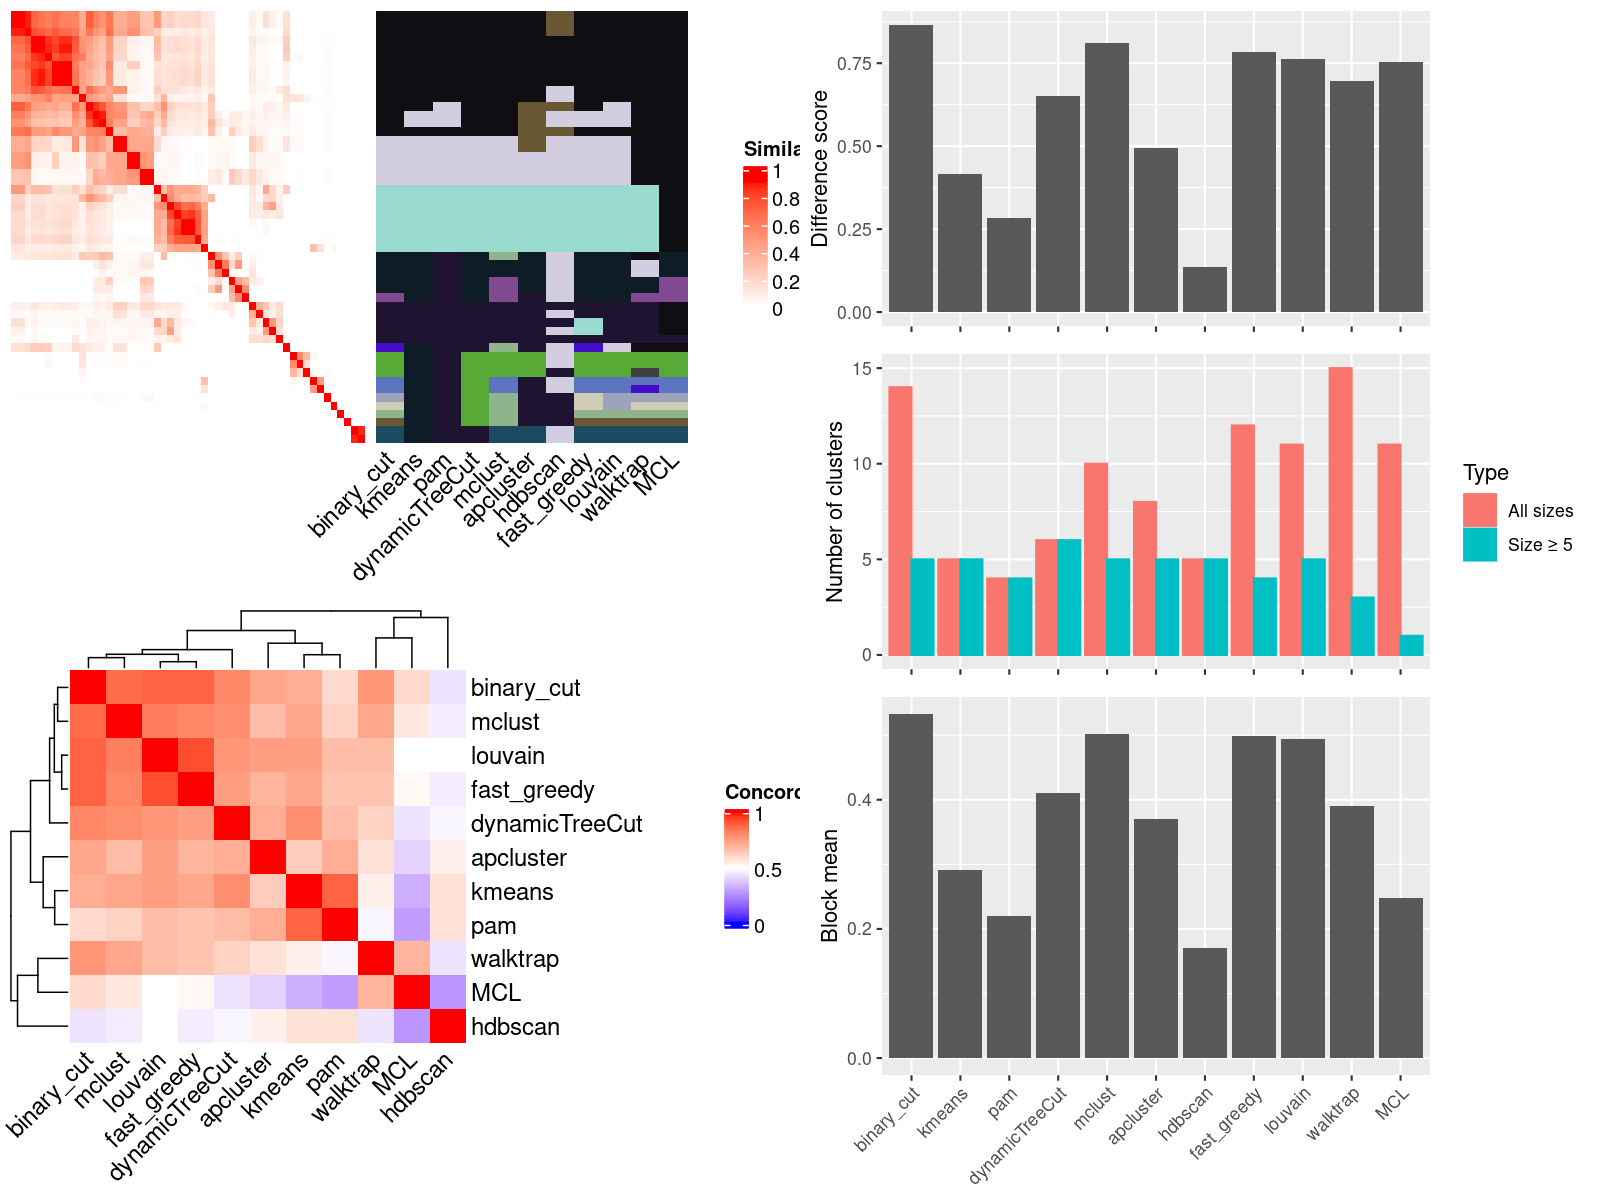 Simila
1
0.8
0.6
0.4
0.2
0
binary_cut
kmeans
pam
dynamicTreeCut
mclust
apcluster
hdbscan
fast_greedy
louvain
walktrap
MCL
binary_cut
mclust
louvain
fast_greedy
dynamicTreeCut
apcluster
kmeans
pam
walktrap
MCL
hdbscan
binary_cut
mclust
louvain
fast_greedy
dynamicTreeCut
apcluster
kmeans
pam
walktrap
MCL
hdbscan
Concord
1
0.5
0
Difference score
0.75
0.50
0.25
0.00
Number of clusters
15
10
5
0
Type
All sizes
Size ≥ 5
Block mean
0.4
0.2
0.0
binary_cut
kmeans
pam
dynamicTreeCut
mclust
apcluster
hdbscan
fast_greedy
louvain
walktrap
MCL